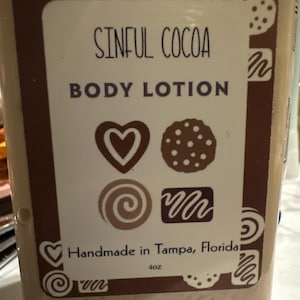 SINFUL COCOA
BODY LOTION
Handmade in Tampa, Florida
4oz